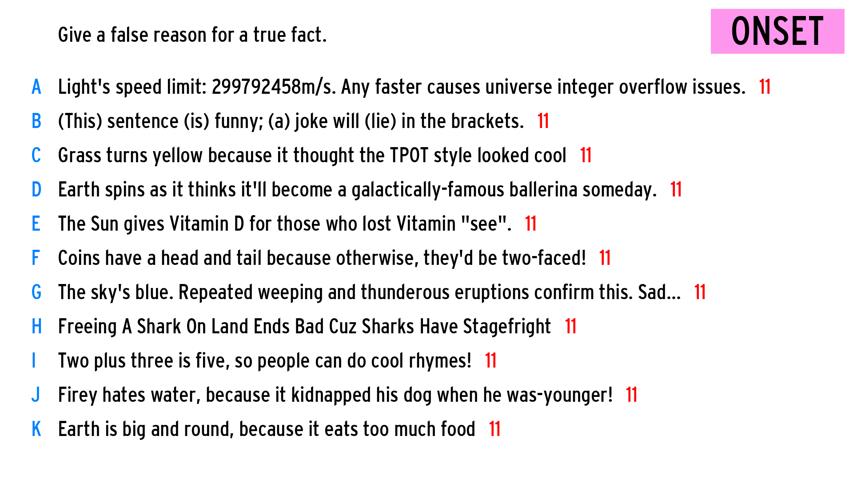 Give a false reason for a true fact.
ONSET
A Light's speed limit: 299792458m/s. Any faster causes universe integer overflow issues. 11
B (This) sentence (is) funny; (a) joke will (lie) in the brackets. 11
C Grass turns yellow because it thought the TPOT style looked cool 11
D Earth spins as it thinks it'll become a galactically-famous ballerina someday. 11
E The Sun gives Vitamin D for those who lost Vitamin "see". 11
F Coins have a head and tail because otherwise, they'd be two-faced! 11
G The sky's blue. Repeated weeping and thunderous eruptions confirm this. Sad... 11
H Freeing A Shark On Land Ends Bad Cuz Sharks Have Stagefright 11
I Two plus three is five, so people can do cool rhymes! 11
J Firey hates water, because it kidnapped his dog when he was-younger! 11
K Earth is big and round, because it eats too much food 11